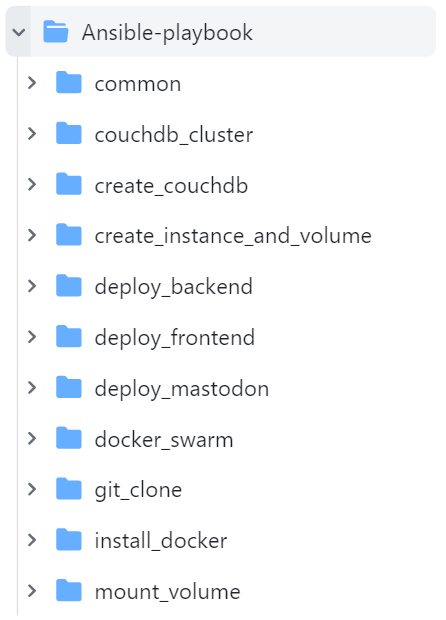 Ansible-playbook
common
couchdb_cluster
create_couchdb
create_instance_and_volume
deploy_backend
deploy_frontend
deploy_mastodon
docker_swarm
git_clone
install_docker
mount_volume